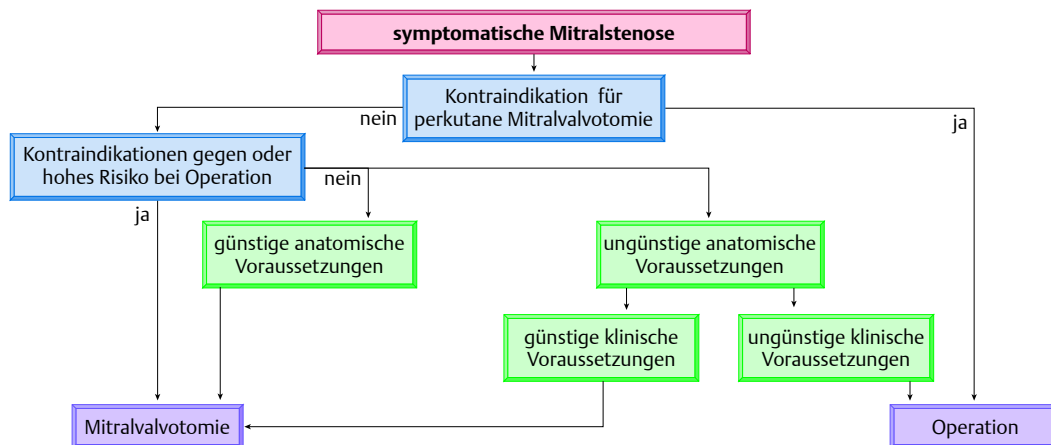 symptomatische Mitralstenose
Kontraindikation für
perkutane Mitralvalvotomie
nein
ja
Kontraindikationen gegen oder
hohes Risiko bei Operation
nein
ja
günstige anatomische
Voraussetzungen
ungünstige anatomische
Voraussetzungen
günstige klinische
Voraussetzungen
ungünstige klinische
Voraussetzungen
Mitralvalvotomie
Operation